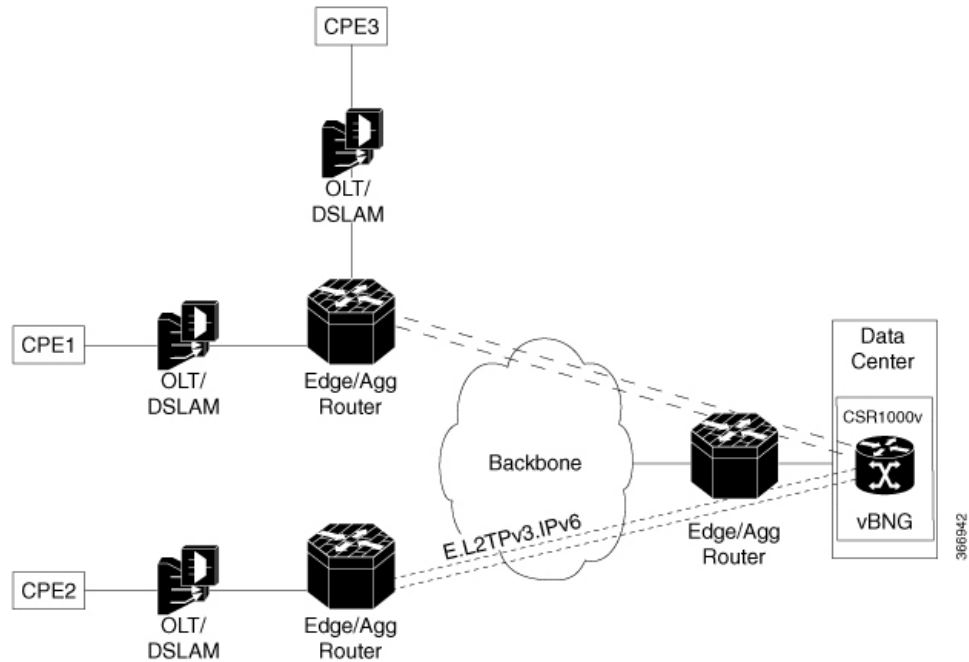 CPE3
OLT/
DSLAM
CPE1
OLT/
DSLAM
Edge/Agg
Router
Data
Center
CSR1000v
vBNG
Backbone
Edge/Agg
Router
E.L2TPv3.IPv6
CPE2
OLT/
DSLAM
Edge/Agg
Router
366942